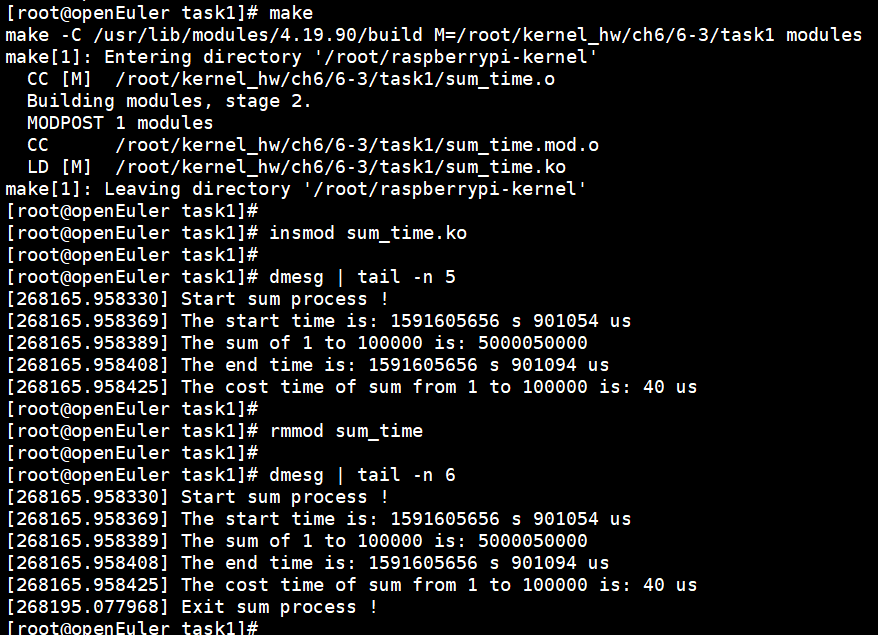 [root@openEuler task1]# make
make -C /usr/lib/modules/4.19.90/build M=/root/kernel_hw/ch6/6-3/task1 modules
make[1]: Entering directory '/root/raspberrypi-kernel'
  CC [M]  /root/kernel_hw/ch6/6-3/task1/sum_time.o
  Building modules, stage 2.
  MODPOST 1 modules
  CC      /root/kernel_hw/ch6/6-3/task1/sum_time.mod.o
  LD [M]  /root/kernel_hw/ch6/6-3/task1/sum_time.ko
make[1]: Leaving directory '/root/raspberrypi-kernel'
[root@openEuler task1]#
[root@openEuler task1]# insmod sum_time.ko
[root@openEuler task1]#
[root@openEuler task1]# dmesg | tail -n 5
[268165.958330] Start sum process !
[268165.958369] The start time is: 1591605656 s 901054 us
[268165.958389] The sum of 1 to 100000 is: 5000050000
[268165.958408] The end time is: 1591605656 s 901094 us
[268165.958425] The cost time of sum from 1 to 100000 is: 40 us
[root@openEuler task1]#
[root@openEuler task1]# rmmod sum_time
[root@openEuler task1]#
[root@openEuler task1]# dmesg | tail -n 6
[268165.958330] Start sum process !
[268165.958369] The start time is: 1591605656 s 901054 us
[268165.958389] The sum of 1 to 100000 is: 5000050000
[268165.958408] The end time is: 1591605656 s 901094 us
[268165.958425] The cost time of sum from 1 to 100000 is: 40 us
[268195.077968] Exit sum process !
[root@openEuler task1]#